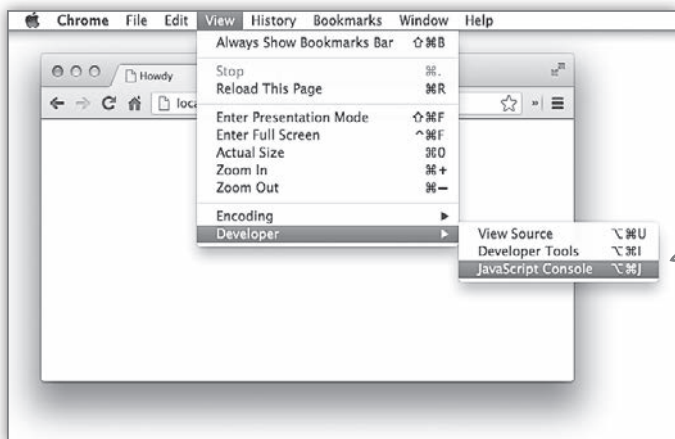 Chrome File Edit View History Bookmarks Window Help
Always Show Bookmarks Bar ⇧⌘B
Howdy
Stop ⌘.
Reload This Page ⌘R
loca
Enter Presentation Mode ⇧⌘F
Enter Full Screen ^⌘F
Actual Size ⌘0
Zoom In ⌘+
Zoom Out ⌘−
Encoding ▶
Developer ▶
View Source ⌥⌘U
Developer Tools ⌥⌘I
JavaScript Console ⌥⌘J